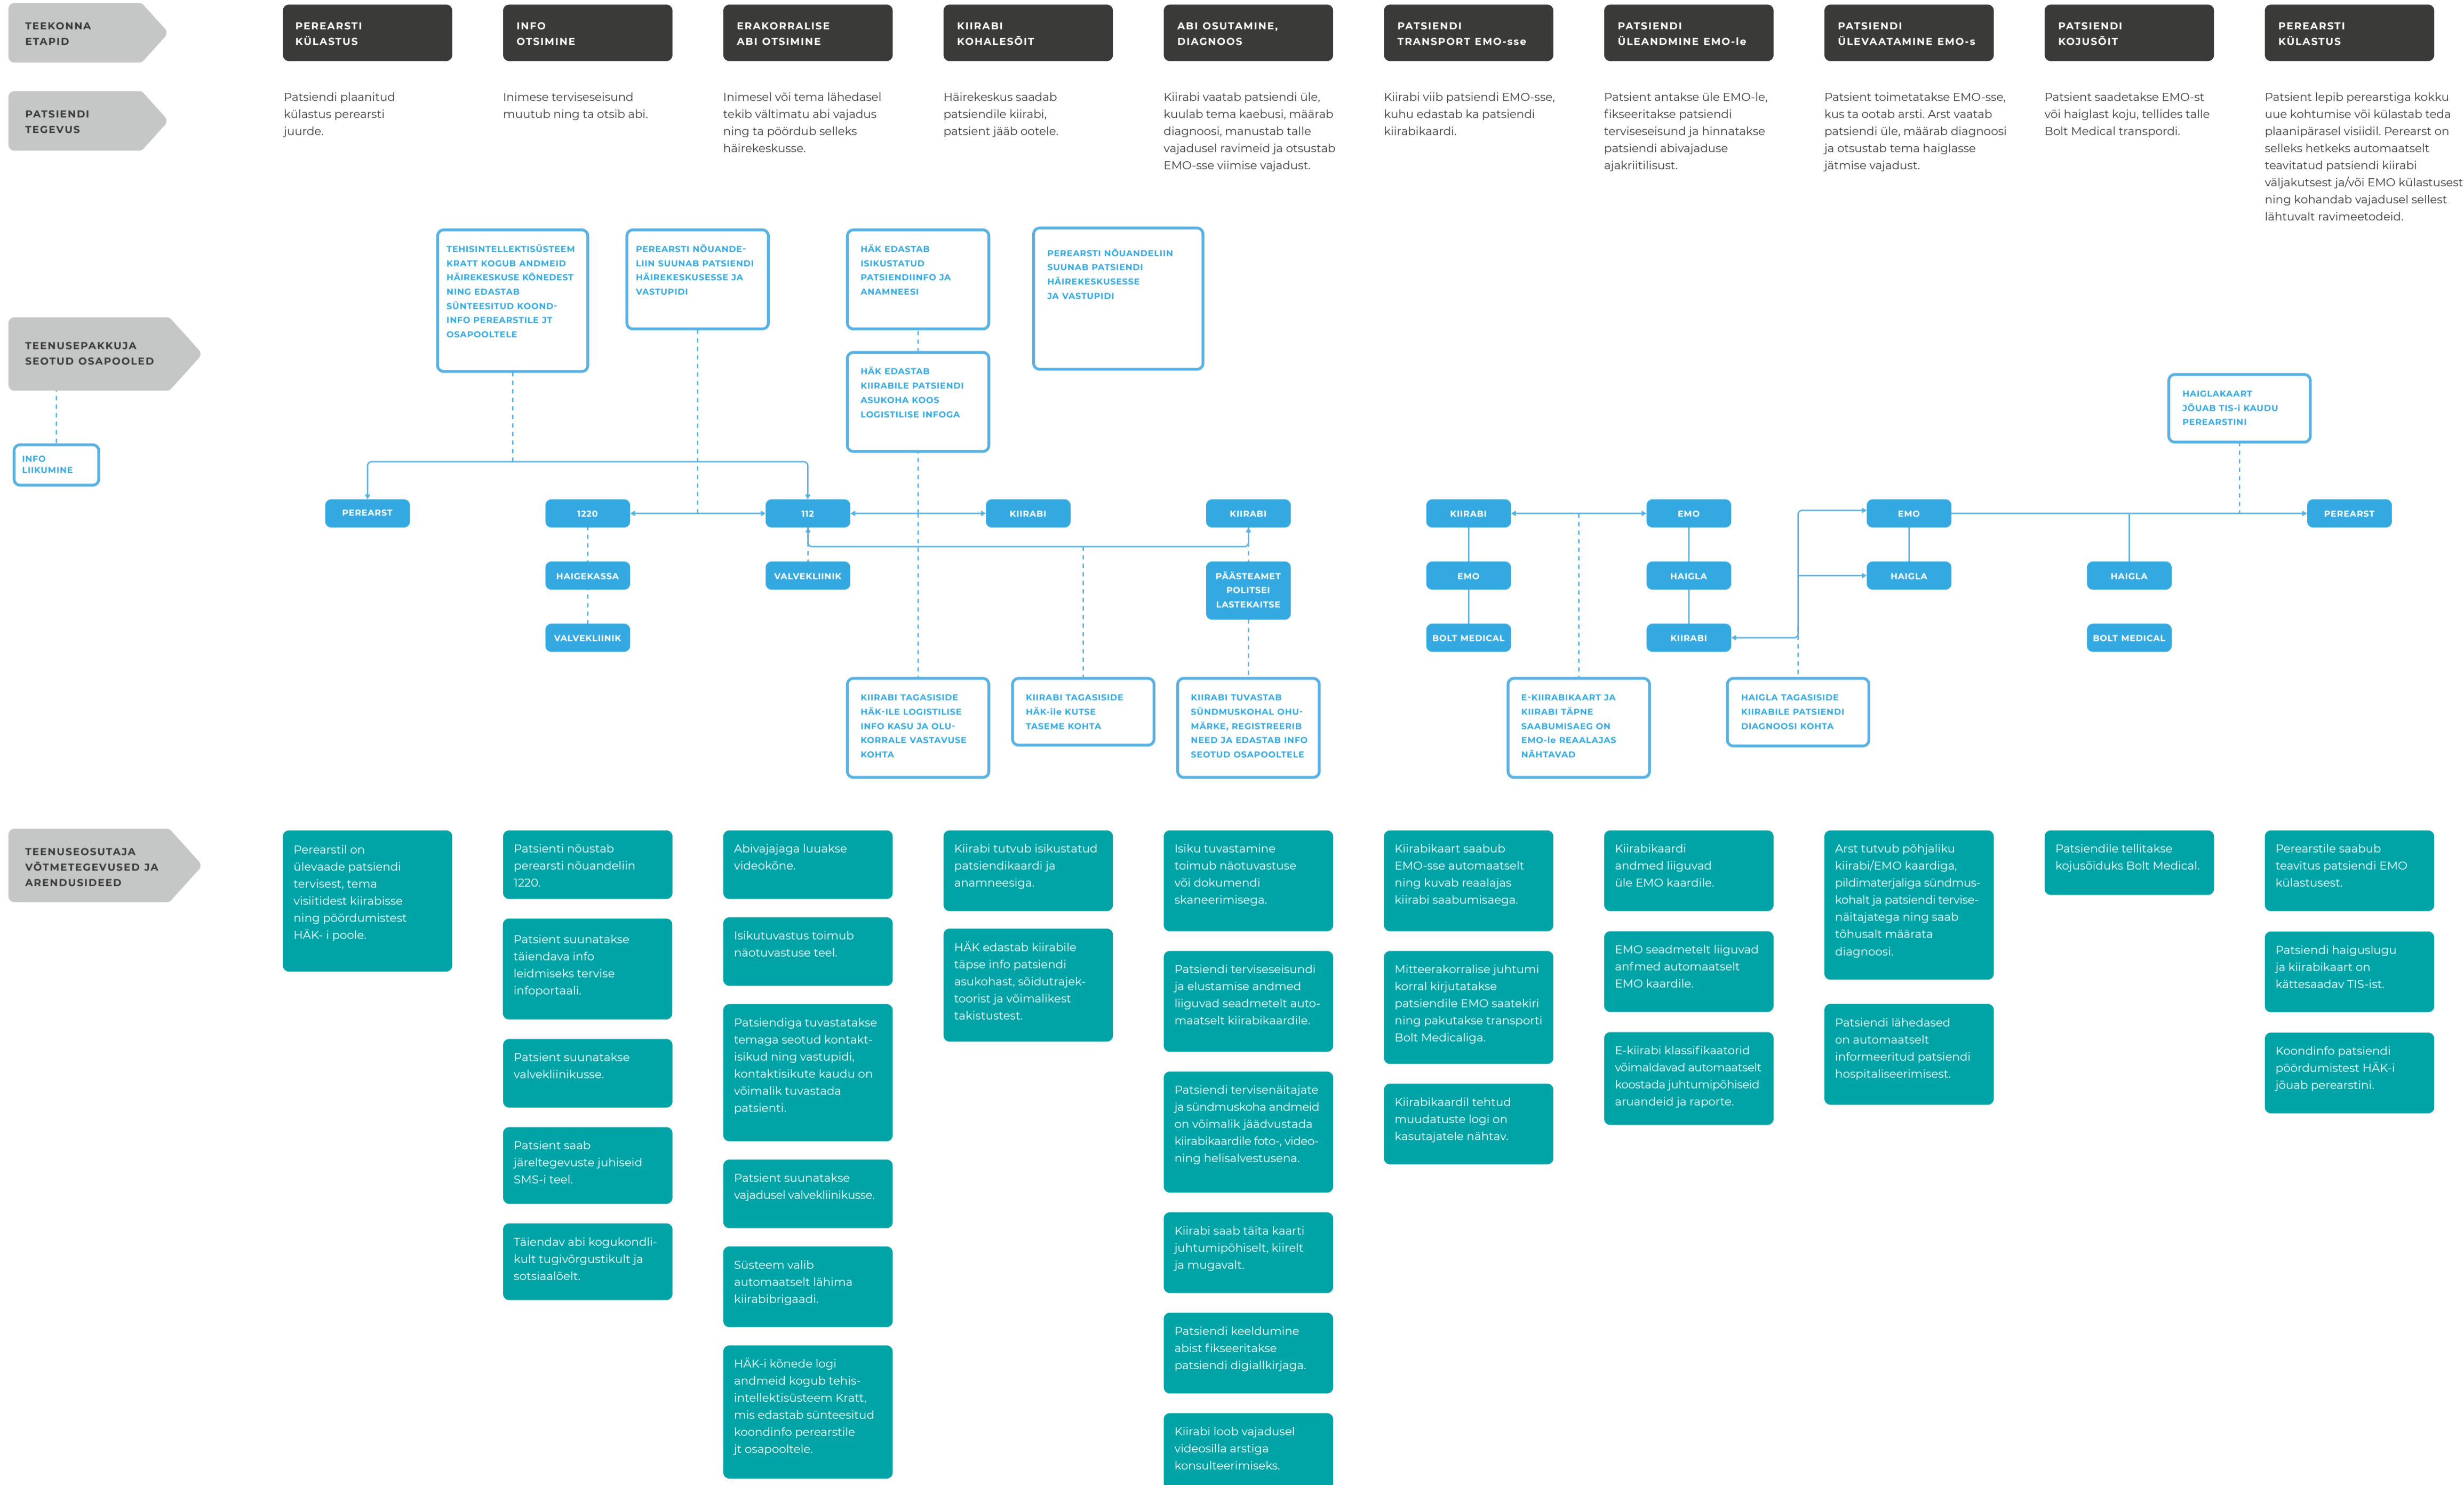 TEEKONNA
ETAPID
PEREARSTI
KÜLASTUS
INFO
OTSIMINE
ERAKORRALISE
ABI OTSIMINE
KIIRABI
KOHALESÕIT
ABI OSUTAMINE,
DIAGNOOS
PATSIENDI
TRANSPORT EMO-sse
PATSIENDI
ÜLEANDMINE EMO-le
PATSIENDI
ÜLEVAATAMINE EMO-s
PATSIENDI
KOJUSÕIT
PEREARSTI
KÜLASTUS
PATSIENDI
TEGEVUS
Patsiendi plaanitud
külastus perearsti
juurde.
Inimese terviseseisund
muutub ning ta otsib abi.
Inimesel või tema lähedasel
tekib vältimatu abi vajadus
ning ta pöördub selleks
häirekeskusse.
Häirekeskus saadab
patsiendile kiirabi,
patsient jääb ootele.
Kiirabi vaatab patsiendi üle,
kuulab tema kaebusi, määrab
diagnoosi, manustab talle
vajadusel ravimeid ja otsustab
EMO-sse viimise vajadust.
Kiirabi viib patsiendi EMO-sse,
kuhu edastab ka patsiendi
kiirabikaardi.
Patsient antakse üle EMO-le,
fikseeritakse patsiendi
terviseseisund ja hinnatakse
patsiendi abivajaduse
ajakriitilisust.
Patsient toimetatakse EMO-sse,
kus ta ootab arsti. Arst vaatab
patsiendi üle, määrab diagnoosi
ja otsustab tema haiglasse
jätmise vajadust.
Patsient saadetakse EMO-st
või haiglast koju, tellides talle
Bolt Medical transpordi.
Patsient lepib perearstiga kokku
uue kohtumise või külastab teda
plaanipärasel visiidil. Perearst on
selleks hetkeks automaatselt
teavitatud patsiendi kiirabi
väljakutsest ja/või EMO külastusest
ning kohandab vajadusel sellest
lähtuvalt ravimeetodeid.
TEENUSEPAKKUJA
SEOTUD OSAPOOLED
INFO
LIIKUMINE
TEHISINTELLEKTISÜSTEEM
KRATT KOGUB ANDMEID
HÄIREKESKUSE KÕNEDEST
NING EDASTAB
SÜNTEESITUD KOOND-
INFO PEREARSTILE JT
OSAPOOLTELE
PEREARSTI NÕUANDE-
LIIN SUUNAB PATSIENDI
HÄIREKESKUSESSE JA
VASTUPIDI
HÄK EDASTAB
ISIKUSTATUD
PATSIENDIINFO JA
ANAMNEESI
HÄK EDASTAB
KIIRABILE PATSIENDI
ASUKOHA KOOS
LOGISTILISE INFOGA
PEREARSTI NÕUANDELIIN
SUUNAB PATSIENDI
HÄIREKESKUSESSE
JA VASTUPIDI
HAIGLAKAART
JÕUAB TIS-i KAUDU
PEREARSTINI
PEREARST
1220
112
KIIRABI
KIIRABI
KIIRABI
EMO
EMO
PEREARST
HAIGEKASSA
VALVEKLIINIK
PÄÄSTEAMET
POLITSEI
LASTEKAITSE
EMO
HAIGLA
HAIGLA
HAIGLA
VALVEKLIINIK
BOLT MEDICAL
KIIRABI
BOLT MEDICAL
KIIRABI TAGASISIDE
HÄK-ILE LOGISTILISE
INFO KASU JA OLU-
KORRALE VASTAVUSE
KOHTA
KIIRABI TAGASISIDE
HÄK-ile KUTSE
TASEME KOHTA
KIIRABI TUVASTAB
SÜNDMUSKOHAL OHU-
MÄRKE, REGISTREERIB
NEED JA EDASTAB INFO
SEOTUD OSAPOOLTELE
E-KIIRABIKAART JA
KIIRABI TÄPNE
SAABUMISAEG ON
EMO-le REAALAJAS
NÄHTAVAD
HAIGLA TAGASISIDE
KIIRABILE PATSIENDI
DIAGNOOSI KOHTA
TEENUSEOSUTAJA
VÕTMETEGEVUSED JA
ARENDUSIDEED
Perearstil on
ülevaade patsiendi
tervisest, tema
visiitidest kiirabisse
ning pöördumistest
HÄK- i poole.
Patsienti nõustab
perearsti nõuandeliin
1220.
Patsient suunatakse
täiendava info
leidmiseks tervise
infoportaali.
Patsient suunatakse
valvekliinikusse.
Patsient saab
järeltegevuste juhiseid
SMS-i teel.
Täiendav abi kogukondli-
kult tugivõrgustikult ja
sotsiaalõelt.
Abivajajaga luuakse
videokõne.
Isikutuvastus toimub
näotuvastuse teel.
Patsiendiga tuvastatakse
temaga seotud kontakt-
isikud ning vastupidi,
kontaktisikute kaudu on
võimalik tuvastada
patsienti.
Patsient suunatakse
vajadusel valvekliinikusse.
Süsteem valib
automaatselt lähima
kiirabibrigaadi.
HÄK-i kõnede logi
andmeid kogub tehis-
intellektisüsteem Kratt,
mis edastab sünteesitud
koondinfo perearstile
jt osapooltele.
Kiirabi tutvub isikustatud
patsiendikaardi ja
anamneesiga.
HÄK edastab kiirabile
täpse info patsiendi
asukohast, sõidutrajek-
toorist ja võimalikest
takistustest.
Isiku tuvastamine
toimub näotuvastuse
või dokumendi
skaneerimisega.
Patsiendi terviseseisundi
ja elustamise andmed
liiguvad seadmetelt auto-
maatselt kiirabikaardile.
Patsiendi tervisenäitajate
ja sündmuskoha andmeid
on võimalik jäädvustada
kiirabikaardile foto-, video-
ning helisalvestusena.
Kiirabi saab täita kaarti
juhtumipõhiselt, kiirelt
ja mugavalt.
Patsiendi keeldumine
abist fikseeritakse
patsiendi digiallkirjaga.
Kiirabi loob vajadusel
videosilla arstiga
konsulteerimiseks.
Kiirabikaart saabub
EMO-sse automaatselt
ning kuvab reaalajas
kiirabi saabumisaega.
Mitteerakorralise juhtumi
korral kirjutatakse
patsiendile EMO saatekiri
ning pakutakse transporti
Bolt Medicaliga.
Kiirabikaardil tehtud
muudatuste logi on
kasutajatele nähtav.
Kiirabikaardi
andmed liiguvad
üle EMO kaardile.
EMO seadmetelt liiguvad
anfmed automaatselt
EMO kaardile.
E-kiirabi klassifikaatorid
võimaldavad automaatselt
koostada juhtumipõhiseid
aruandeid ja raporte.
Arst tutvub põhjaliku
kiirabi/EMO kaardiga,
pildimaterjaliga sündmus-
kohalt ja patsiendi tervise-
näitajatega ning saab
tõhusalt määrata
diagnoosi.
Patsiendi lähedased
on automaatselt
informeeritud patsiendi
hospitaliseerimisest.
Patsiendile tellitakse
kojusõiduks Bolt Medical.
Perearstile saabub
teavitus patsiendi EMO
külastusest.
Patsiendi haiguslugu
ja kiirabikaart on
kättesaadav TIS-ist.
Koondinfo patsiendi
pöördumistest HÄK-i
jõuab perearstini.